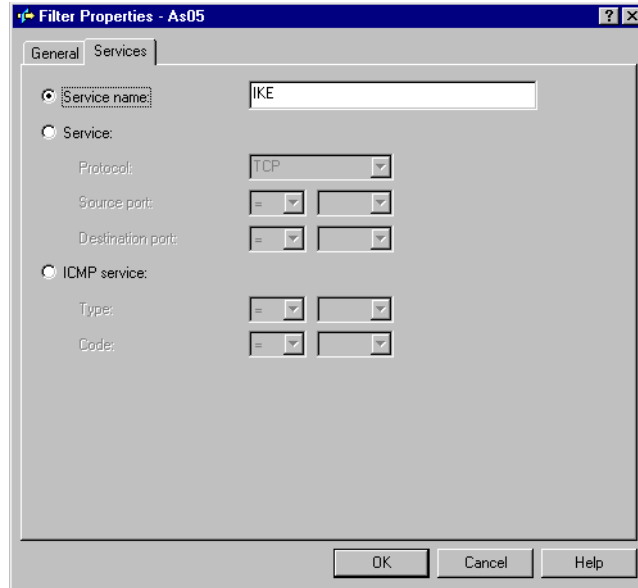 Filter Properties - As05
General Services
Service name: IKE
Service:
Protocol: TCP
Source port: =
Destination port: =
ICMP service:
Type: =
Code: =
OK Cancel Help